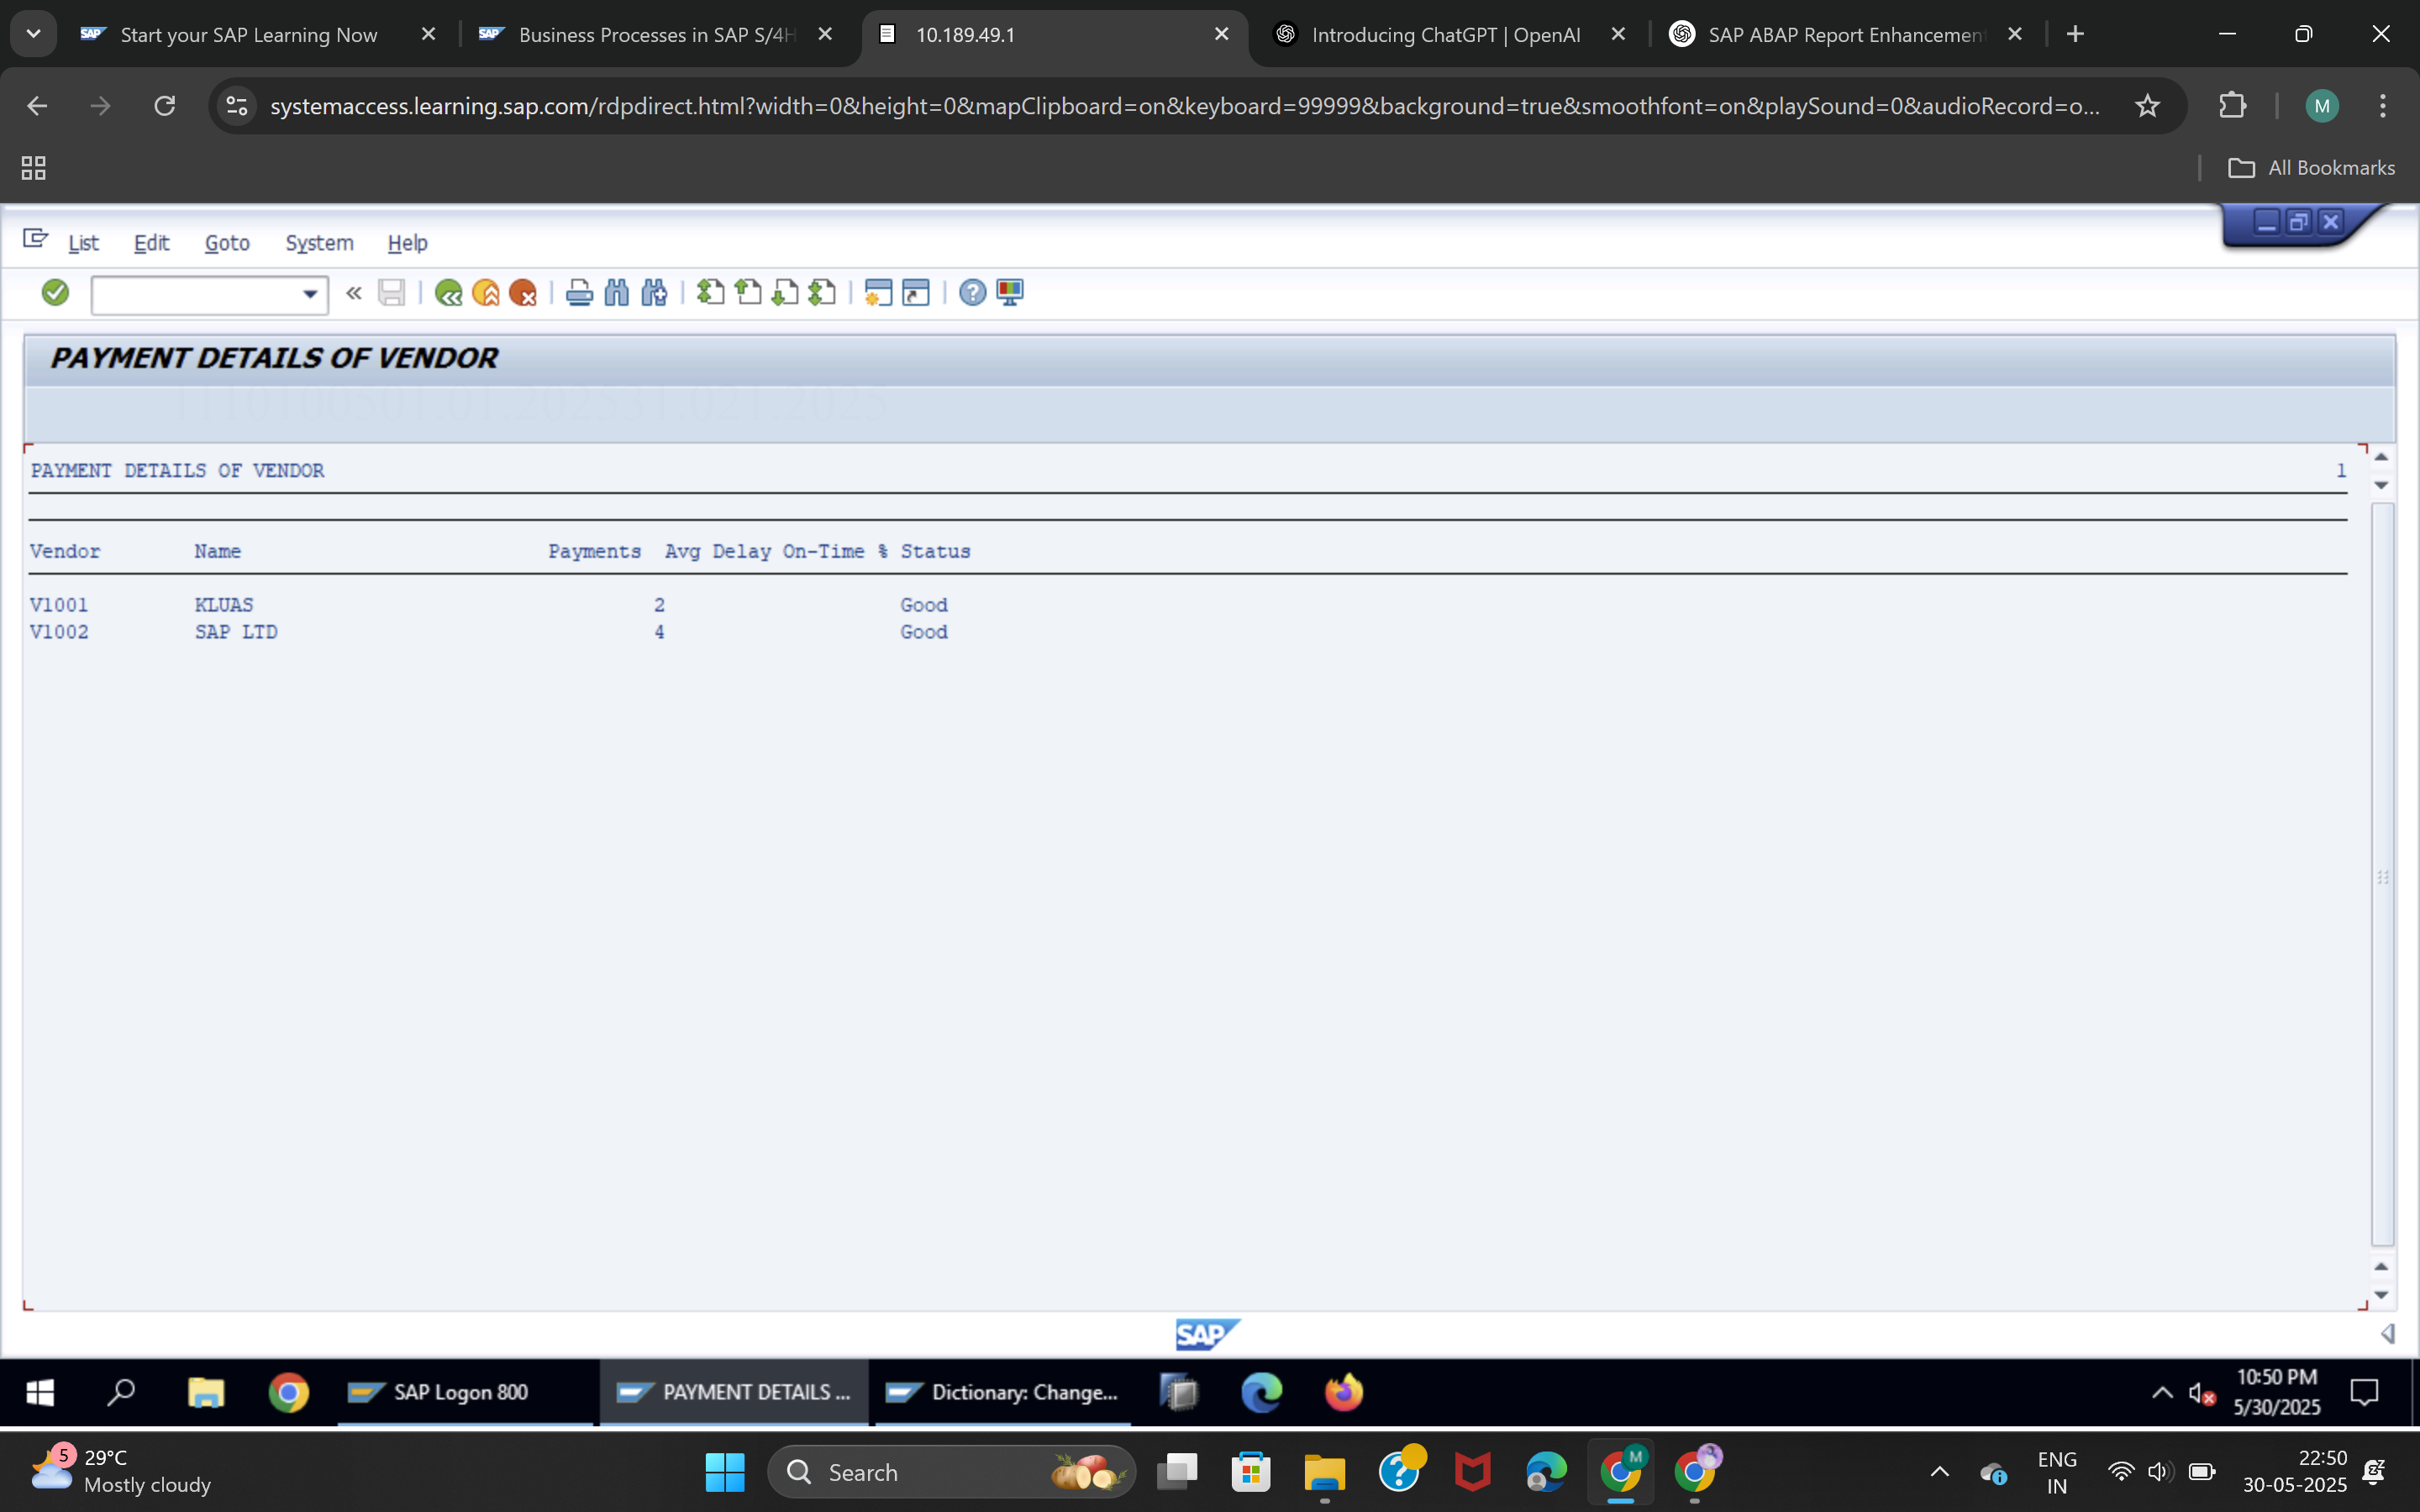 Start your SAP Learning Now
Business Processes in SAP S/4H
10.189.49.1
Introducing ChatGPT | OpenAI
SAP ABAP Report Enhancemen
systemaccess.learning.sap.com/rdpdirect.html?width=0&height=0&mapClipboard=on&keyboard=99999&background=true&smoothfont=on&playSound=0&audioRecord=o...
M
All Bookmarks
List Edit Goto System Help
PAYMENT DETAILS OF VENDOR
PAYMENT DETAILS OF VENDOR 1
Vendor Name Payments Avg Delay On-Time % Status
V1001 KLUAS 2 Good
V1002 SAP LTD 4 Good
SAP
SAP Logon 800
PAYMENT DETAILS ...
Dictionary: Change...
10:50 PM
5/30/2025
5
29°C
Mostly cloudy
Search
M
ENG
IN
22:50
30-05-2025